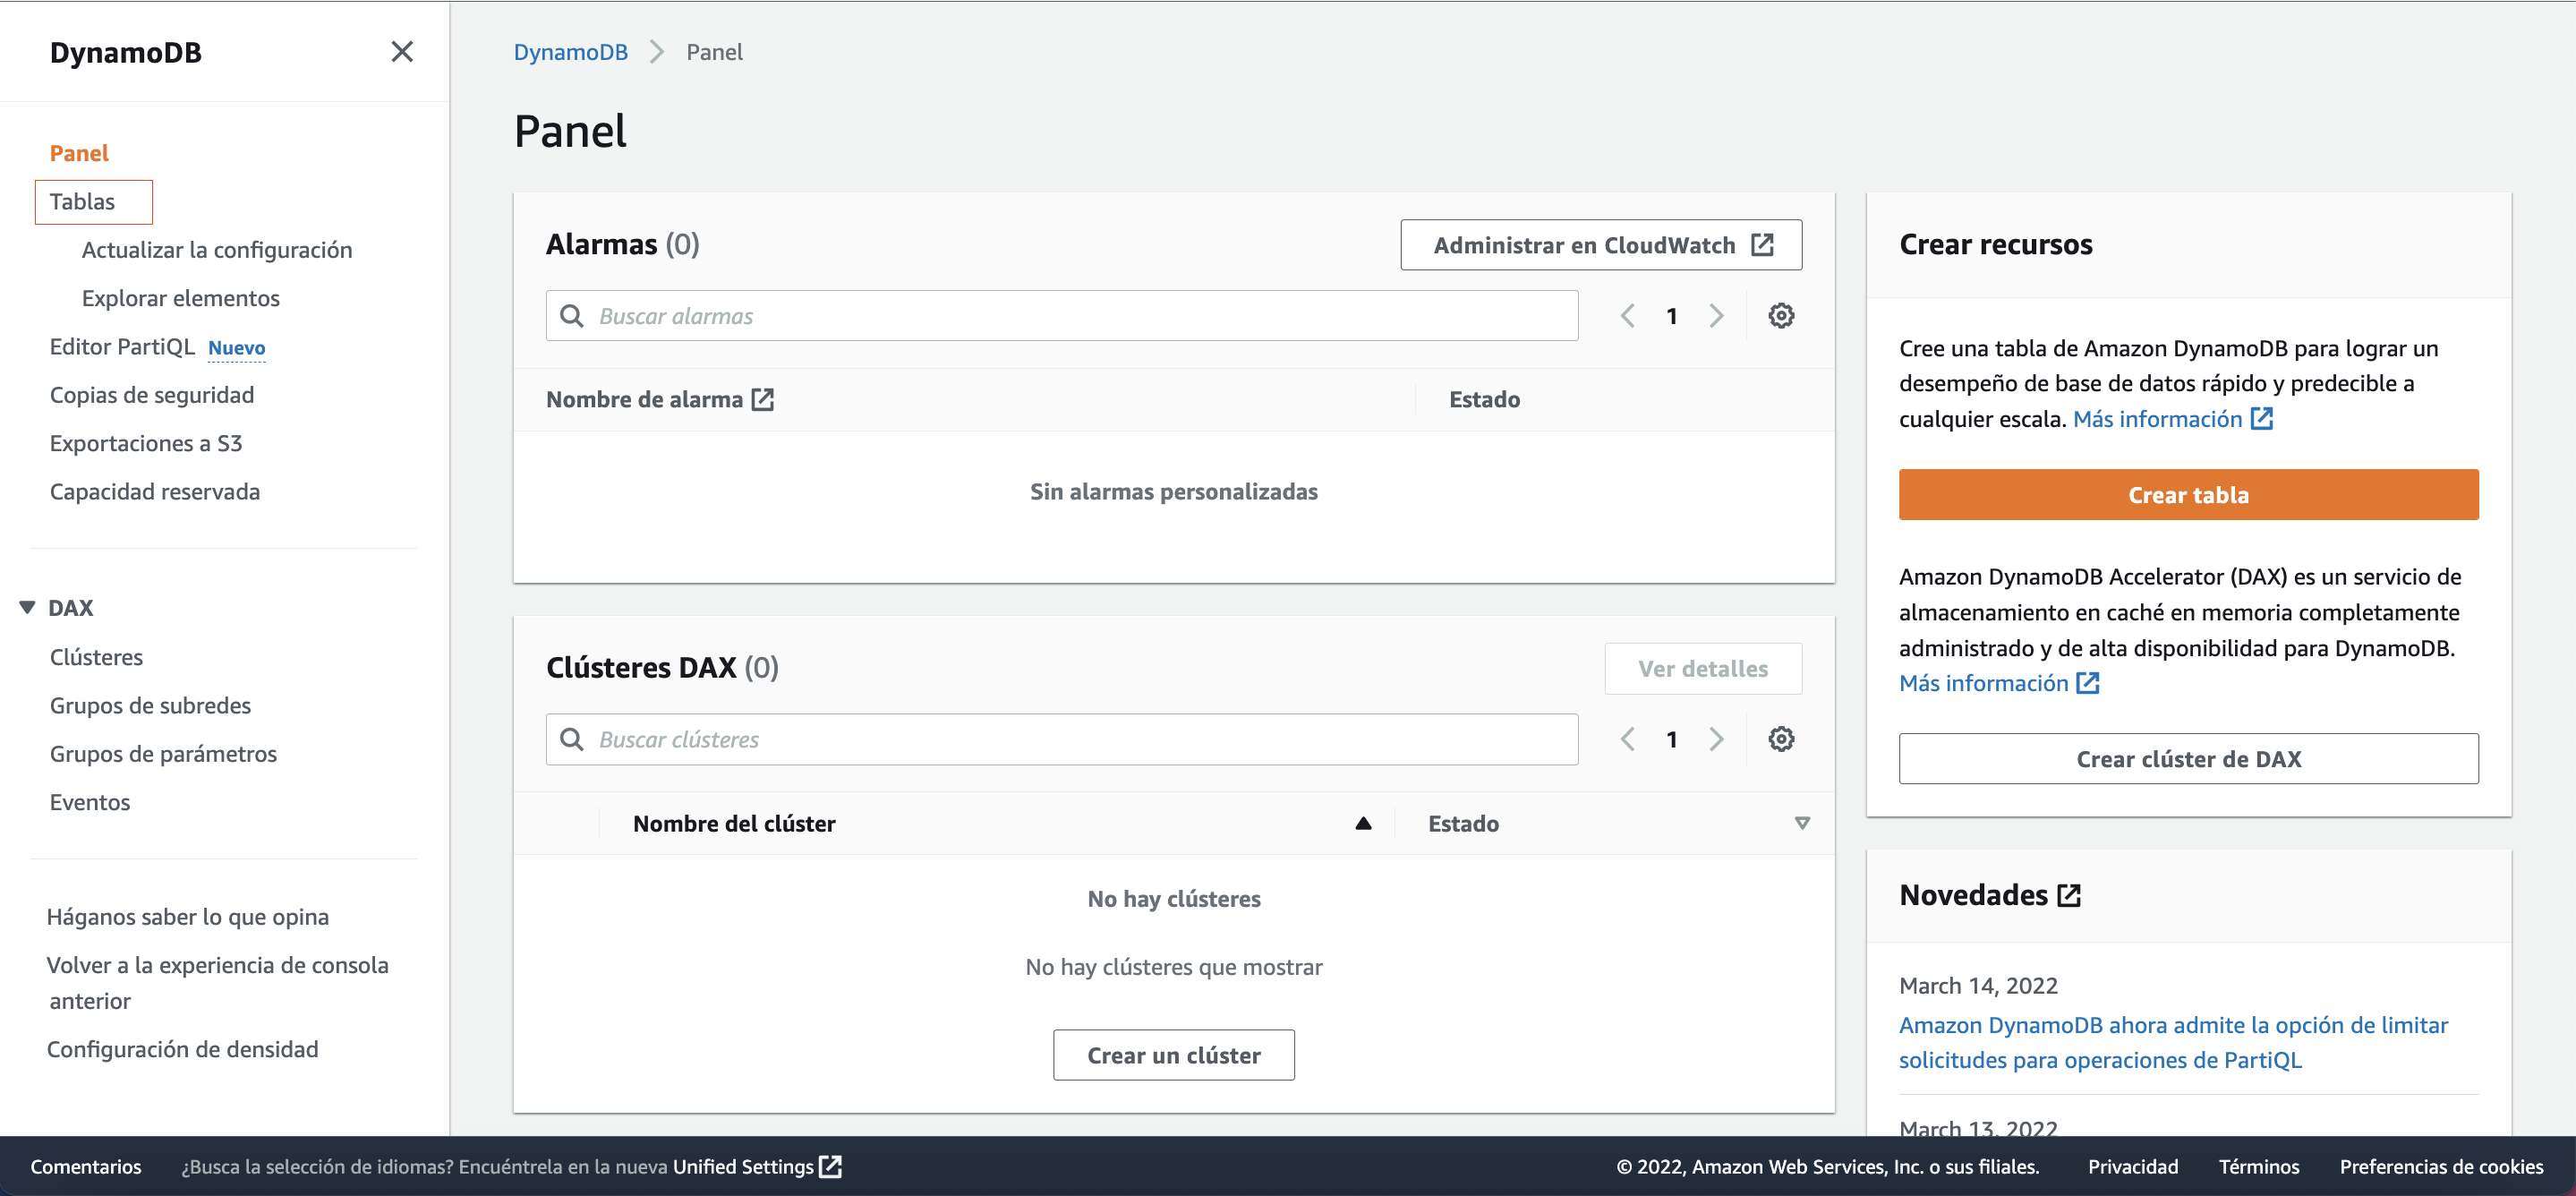 DynamoDB
Panel
Tablas
Actualizar la configuración
Explorar elementos
Editor PartiQL Nuevo
Copias de seguridad
Exportaciones a S3
Capacidad reservada
DAX
Clústeres
Grupos de subredes
Grupos de parámetros
Eventos
Háganos saber lo que opina
Volver a la experiencia de consola
anterior
Configuración de densidad
DynamoDB Panel
Panel
Alarmas (0)
Administrar en CloudWatch
Buscar alarmas
1
Nombre de alarma Estado
Sin alarmas personalizadas
Clústeres DAX (0)
Ver detalles
Buscar clústeres
1
Nombre del clúster Estado
No hay clústeres
No hay clústeres que mostrar
Crear un clúster
Crear recursos
Cree una tabla de Amazon DynamoDB para lograr un
desempeño de base de datos rápido y predecible a
cualquier escala. Más información
Crear tabla
Amazon DynamoDB Accelerator (DAX) es un servicio de
almacenamiento en caché en memoria completamente
administrado y de alta disponibilidad para DynamoDB.
Más información
Crear clúster de DAX
Novedades
March 14, 2022
Amazon DynamoDB ahora admite la opción de limitar
solicitudes para operaciones de PartiQL
March 13, 2022
Comentarios ¿Busca la selección de idiomas? Encuéntrela en la nueva Unified Settings © 2022, Amazon Web Services, Inc. o sus filiales. Privacidad Términos Preferencias de cookies